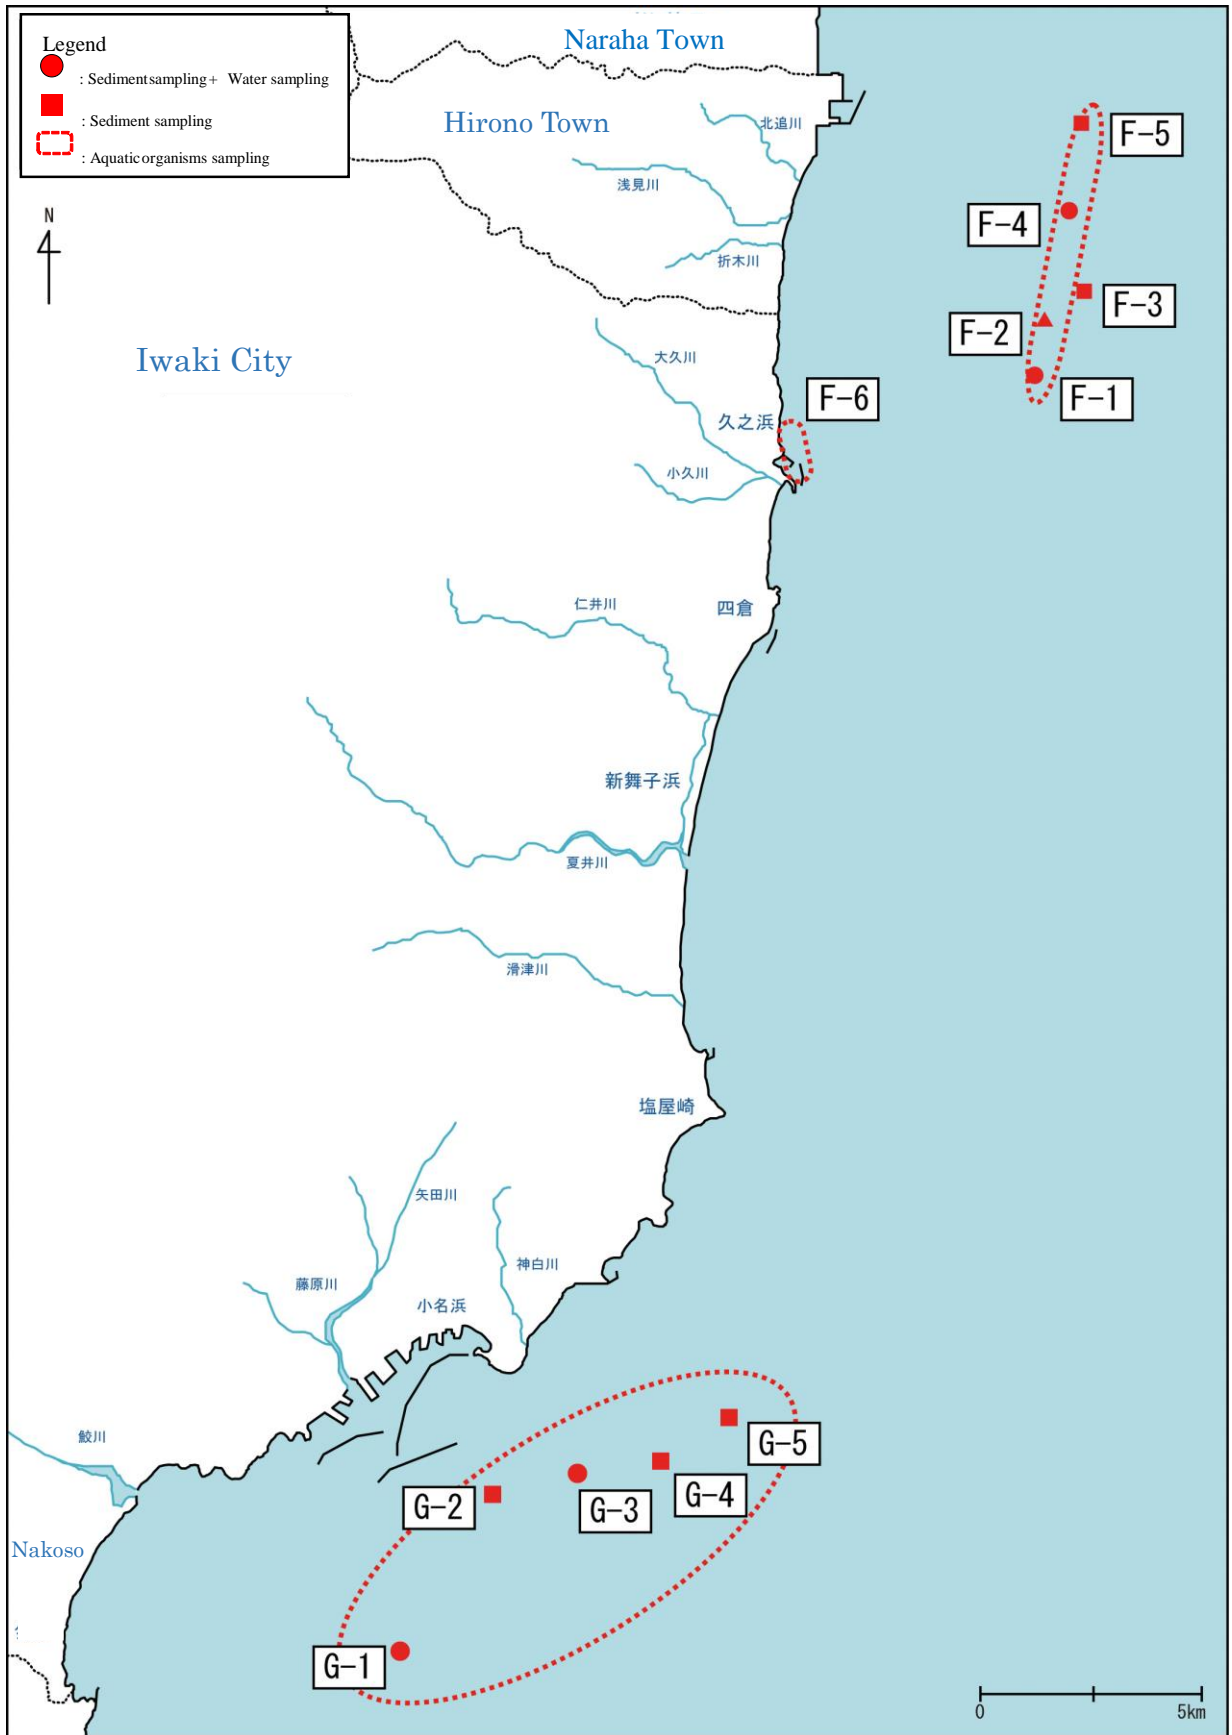 Legend
: Sediment sampling + Water sampling
: Sediment sampling
: Aquatic organisms sampling
N
Naraha Town
Hirono Town
北迫川
浅見川
折木川
F-5
F-4
F-3
F-2
F-1
Iwaki City
大久川
F-6
久之浜
小久川
仁井川
四倉
新舞子浜
夏井川
滑津川
塩屋崎
矢田川
神白川
藤原川
小名浜
鮫川
G-5
G-4
G-3
G-2
Nakoso
G-1
0
5km